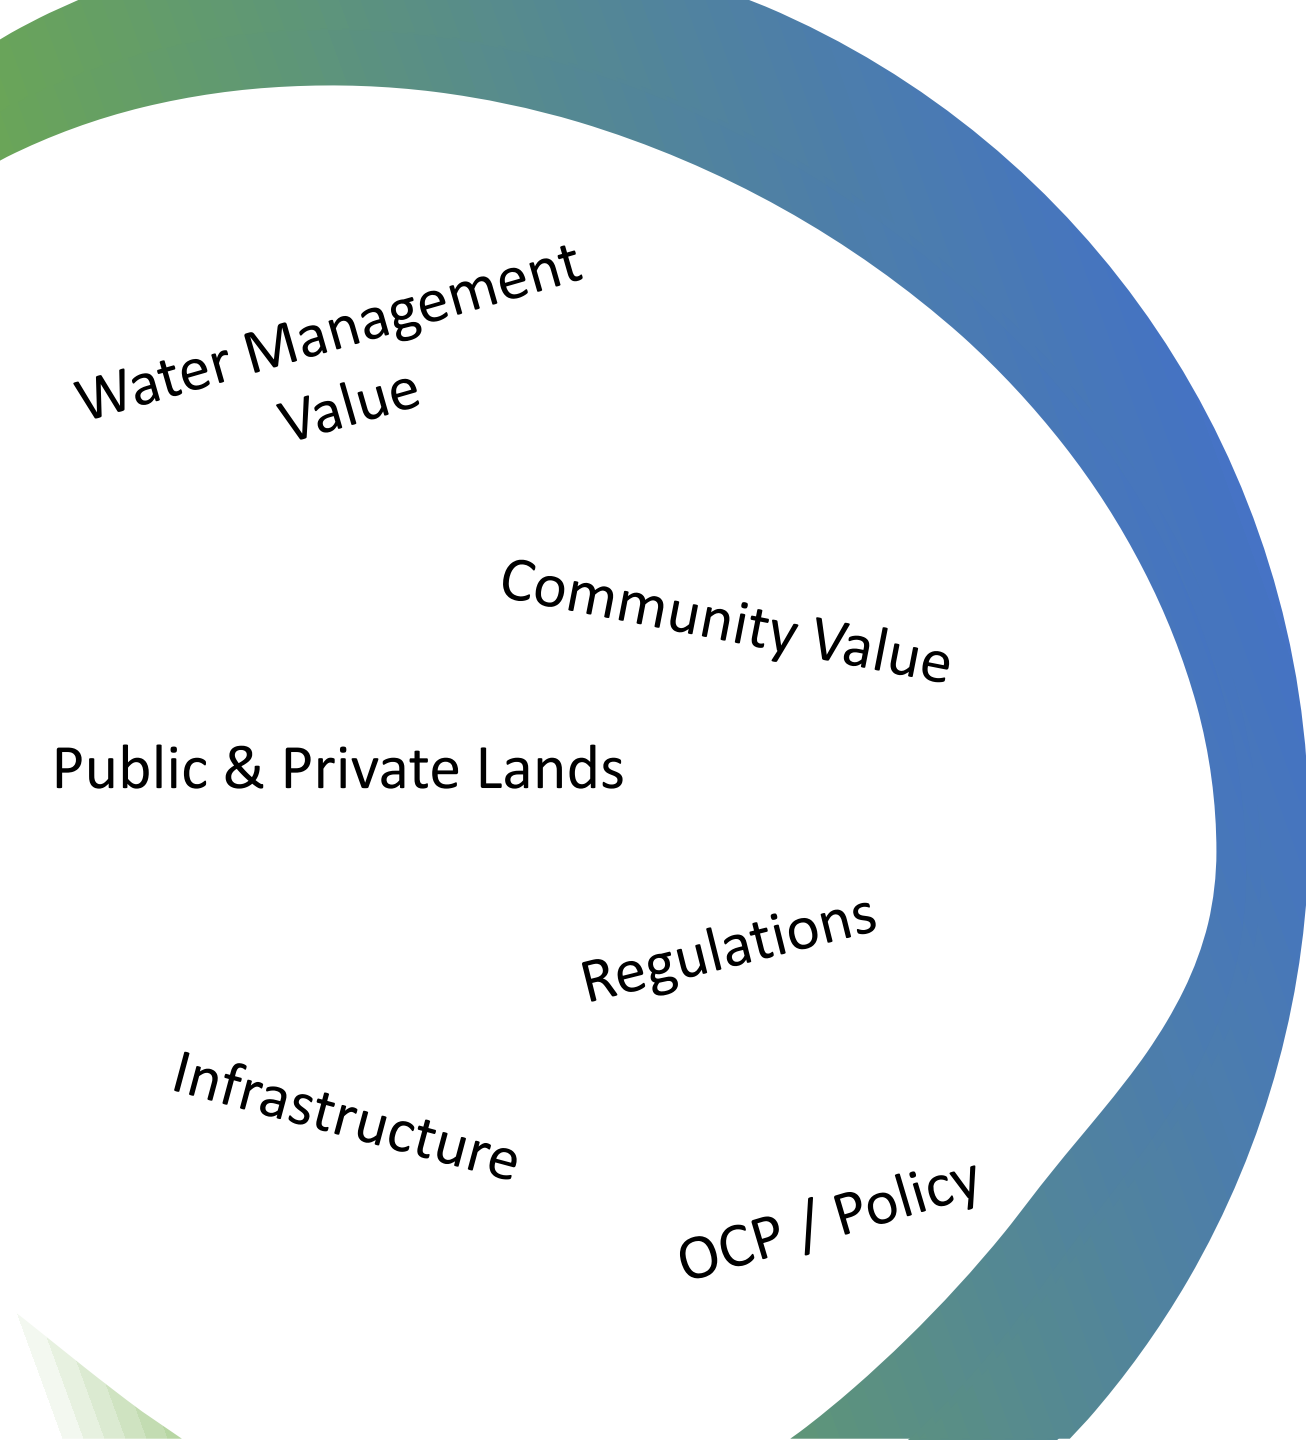 Water Management
Value
Community Value
Public & Private Lands
Regulations
Infrastructure
OCP / Policy